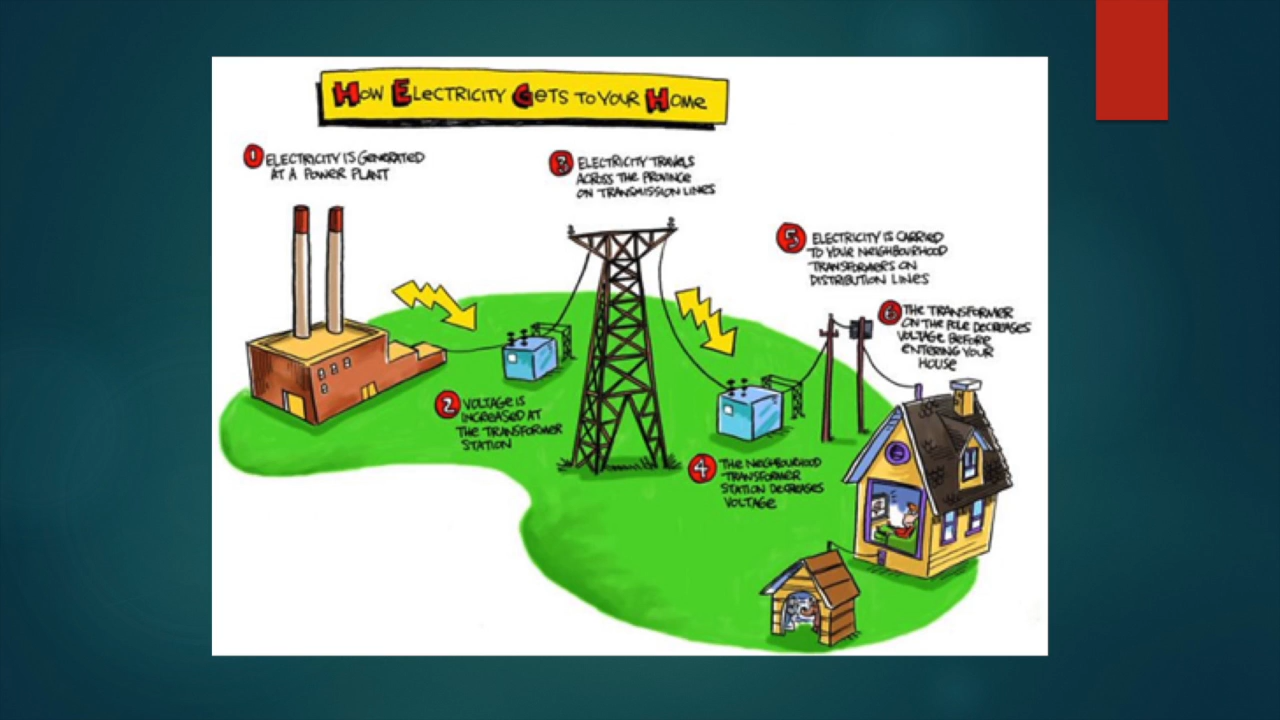 How Electricity Gets to Your Home
1 Electricity is generated
at a power plant
2 Voltage is
increased at
the transformer
station
3 Electricity travels
across the province
on transmission lines
4 The neighbourhood
transformer
station decreases
voltage
5 Electricity is carried
to your neighbourhood
transformers on
distribution lines
6 The transformer
on the pole decreases
voltage before
entering your
house